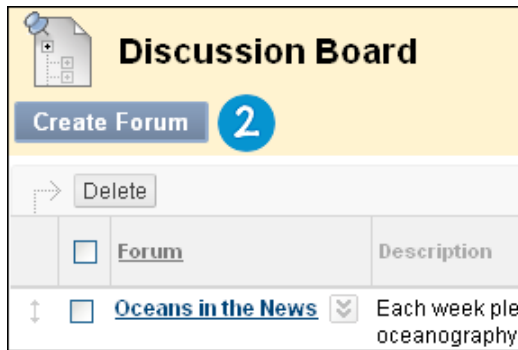 Discussion Board
Create Forum 2
Delete
Forum Description
Oceans in the News Each week ple
oceanography